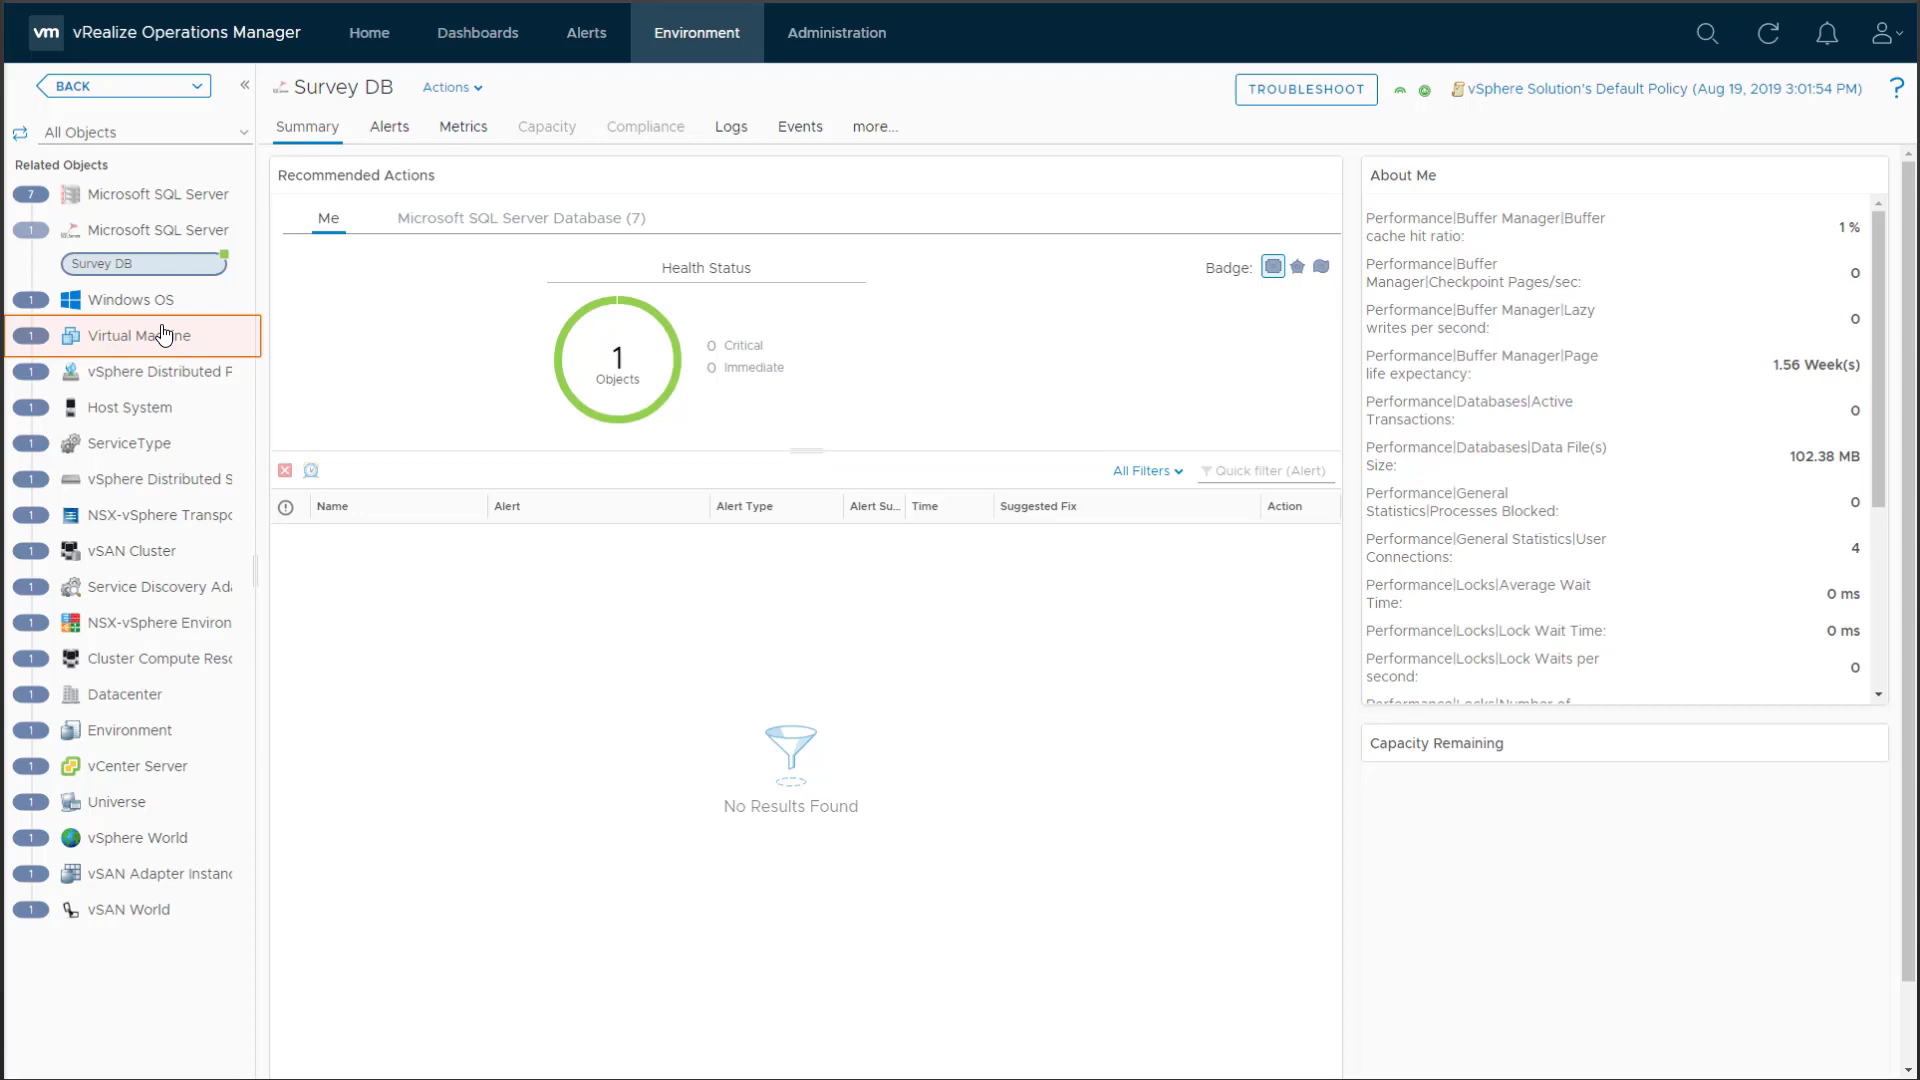 vm vRealize Operations Manager Home Dashboards Alerts Environment Administration
BACK
All Objects
Related Objects
7 Microsoft SQL Server
1 Microsoft SQL Server
Survey DB
1 Windows OS
1 Virtual Machine
1 vSphere Distributed P
1 Host System
1 ServiceType
1 vSphere Distributed S
1 NSX-vSphere Transpo
1 vSAN Cluster
1 Service Discovery Ada
1 NSX-vSphere Environ
1 Cluster Compute Reso
1 Datacenter
1 Environment
1 vCenter Server
1 Universe
1 vSphere World
1 vSAN Adapter Instanc
1 vSAN World
Survey DB Actions
TROUBLESHOOT vSphere Solution's Default Policy (Aug 19, 2019 3:01:54 PM) ?
Summary Alerts Metrics Capacity Compliance Logs Events more...
Recommended Actions
Me Microsoft SQL Server Database (7)
Health Status
Badge:
1
Objects
0 Critical
0 Immediate
All Filters Quick filter (Alert)
Name Alert Alert Type Alert Su... Time Suggested Fix Action
No Results Found
About Me
Performance|Buffer Manager|Buffer
cache hit ratio: 1 %
Performance|Buffer
Manager|Checkpoint Pages/sec: 0
Performance|Buffer Manager|Lazy
writes per second: 0
Performance|Buffer Manager|Page
life expectancy: 1.56 Week(s)
Performance|Databases|Active
Transactions: 0
Performance|Databases|Data File(s)
Size: 102.38 MB
Performance|General
Statistics|Processes Blocked: 0
Performance|General Statistics|User
Connections: 4
Performance|Locks|Average Wait
Time: 0 ms
Performance|Locks|Lock Wait Time: 0 ms
Performance|Locks|Lock Waits per
second: 0
Performance|Locks|Number of
Capacity Remaining